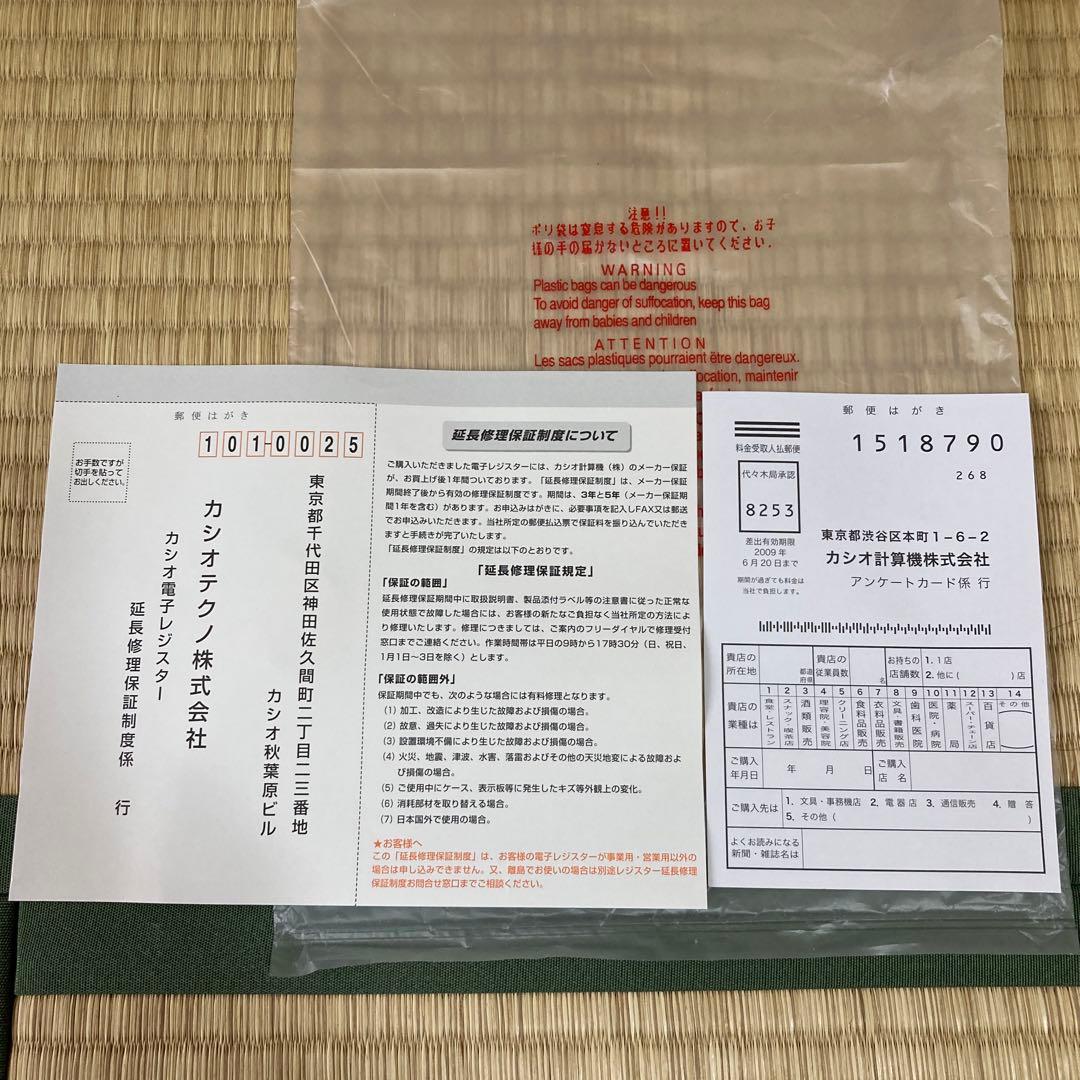 注意!!
ポリ袋は窒息する危険がありますので、お子
様の手の届かないところに置いてください.
WARNING
Plastic bags can be dangerous
To avoid danger of suffocation, keep this bag
away from babies and children
ATTENTION
Les sacs plastiques pourraient être dangereux.
ocation, maintenir
郵便はがき
101-0025
お手数ですが
切手を貼って
お出しください。
東京都千代田区神田佐久間町二丁目二三番地
カシオ秋葉原ビル
カシオテクノ株式会社
カシオ電子レジスター
延長修理保証制度係 行
延長修理保証制度について
ご購入いただきました電子レジスターには、カシオ計算機(株)のメーカー保証
が、お買上げ後1年間ついております。「延長修理保証制度」は、メーカー保証
期間終了後から有効の修理保証制度です。期間は、3年と5年(メーカー保証期
間1年を含む)があります。お申込みはがきに、必要事項を記入しFAX又は郵送
でお申込みいただきます。当社所定の郵便払込票で保証料を振り込んでいただき
ますと手続きが完了いたします。
「延長修理保証制度」の規定は以下のとおりです。
「延長修理保証規定」
「保証の範囲」
延長修理保証期間中に取扱説明書、製品添付ラベル等の注意書に従った正常な
使用状態で故障した場合には、お客様の新たなご負担なく当社所定の方法によ
り修理いたします。修理につきましては、ご案内のフリーダイヤルで修理受付
窓口までご連絡ください。作業時間帯は平日の9時から17時30分(日、祝日、
1月1日〜3日を除く)とします。
「保証の範囲外」
保証期間中でも、次のような場合には有料修理となります。
(1) 加工、改造により生じた故障および損傷の場合。
(2) 故意、過失により生じた故障および損傷の場合。
(3) 設置環境不備により生じた故障および損傷の場合。
(4) 火災、地震、津波、水害、落雷およびその他の天災地変による故障およ
び損傷の場合。
(5) ご使用中にケース、表示板等に発生したキズ等外観上の変化。
(6) 消耗部材を取り替える場合。
(7) 日本国外で使用の場合。
★お客様へ
この「延長修理保証制度」は、お客様の電子レジスターが事業用・営業用以外の
場合は申し込みできません。又、離島でお使いの場合は別途レジスター延長修理
保証制度お問合せ窓口までご相談ください。
郵便はがき
料金受取人払郵便
代々木局承認
8253
差出有効期限
2009年
6月20日まで
期間が過ぎても料金は
当社で負担します。
1518790
268
東京都渋谷区本町1-6-2
カシオ計算機株式会社
アンケートカード係 行
貴店の
所在地
都道
府県
貴店の
従業員数
名
お持ちの
店舗数
1. 1店
2. 他に( )店
貴店の
業種は
1 食堂・レストラン
2 スナック・喫茶店
3 酒類販売
4 理容院・美容院
5 クリーニング店
6 食料品販売
7 衣料品販売
8 文具・書籍販売
9 歯科医院
10 医院・病院
11 薬局
12 スーパー・チェーン店
13 百貨店
14 その他
ご購入
年月日
年 月 日
ご購入
店名
ご購入先は
1. 文具・事務機店 2. 電器店 3. 通信販売 4. 贈答
5. その他( )
よくお読みになる
新聞・雑誌名は